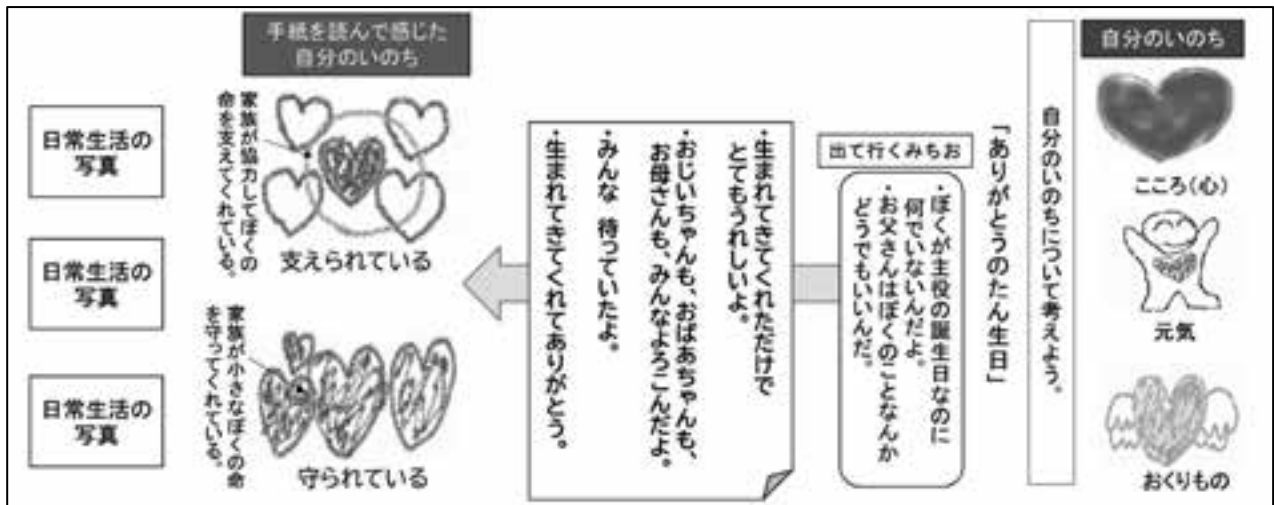 自分のいのち
こころ(心)
元気
おくりもの
自分のいのちについて考えよう。
「ありがとうのたん生日」
出て行くみちお
・ぼくが主役の誕生日なのに
何でいないんだよ。
・お父さんはぼくのことなんか
どうでもいいんだ。
・生まれてきてくれただけで
とてもうれしいよ。
・おじいちゃんも、おばあちゃんも、
お母さんも、みんなよろこんだよ。
・みんな 待っていたよ。
・生まれてきてくれてありがとう。
手紙を読んで感じた
自分のいのち
家族が協力してぼくの
命を支えてくれている。
支えられている
家族が小さなぼくの命
を守ってくれている。
守られている
日常生活の
写真
日常生活の
写真
日常生活の
写真